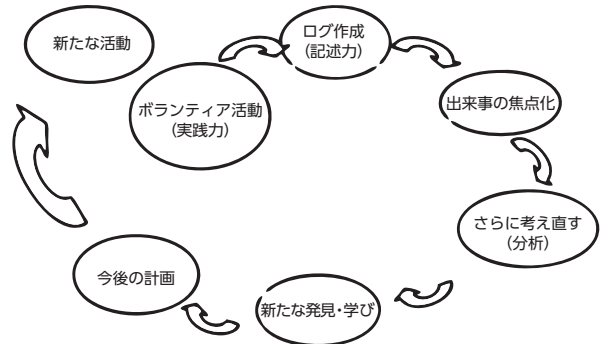 新たな活動
ボランティア活動
(実践力)
ログ作成
(記述力)
出来事の焦点化
さらに考え直す
(分析)
新たな発見・学び
今後の計画